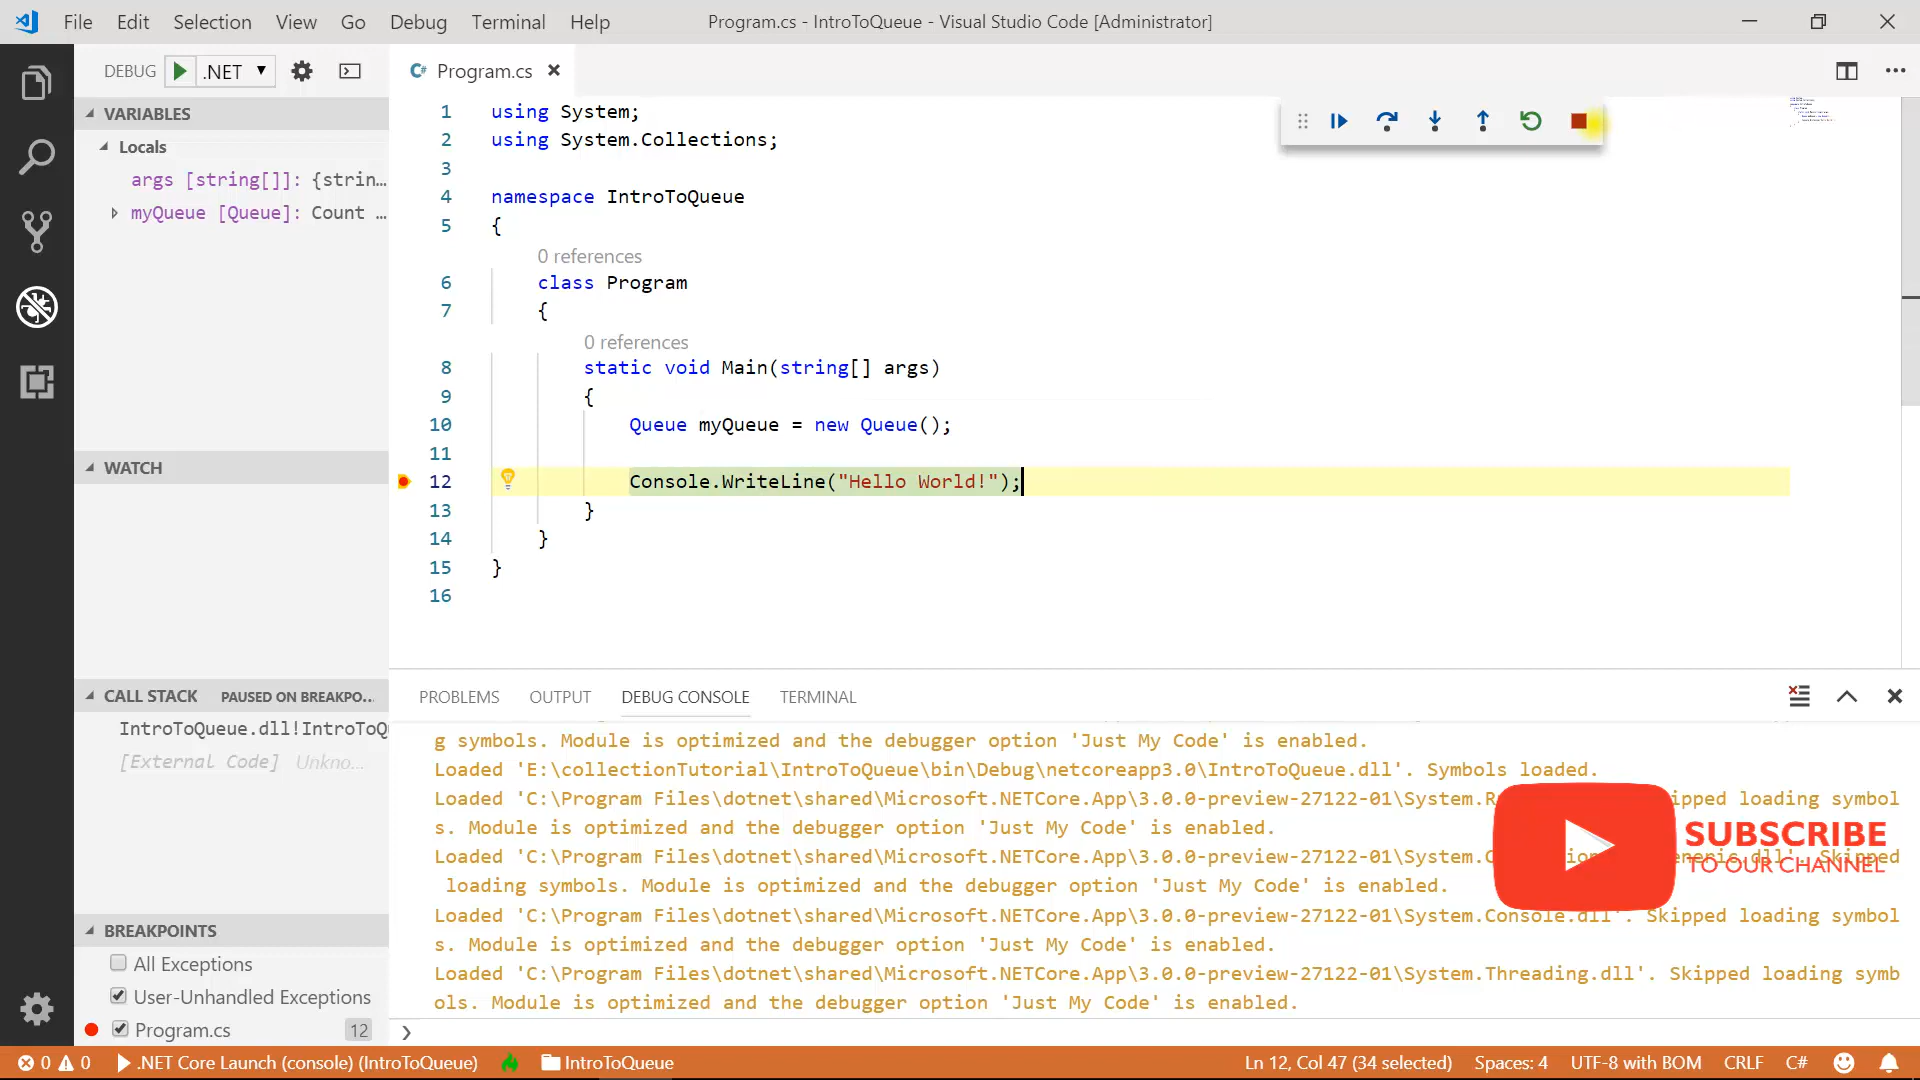 File Edit Selection View Go Debug Terminal Help
Program.cs - IntroToQueue - Visual Studio Code [Administrator]
DEBUG .NET
Program.cs
VARIABLES
Locals
args [string[]]: {strin…
myQueue [Queue]: Count …
WATCH
CALL STACK PAUSED ON BREAKPO…
IntroToQueue.dll!IntroToQ
[External Code] Unkno…
BREAKPOINTS
All Exceptions
User-Unhandled Exceptions
Program.cs 12
1 using System;
2 using System.Collections;
3
4 namespace IntroToQueue
5 {
0 references
6 class Program
7 {
0 references
8 static void Main(string[] args)
9 {
10 Queue myQueue = new Queue();
11
12 Console.WriteLine("Hello World!");
13 }
14 }
15 }
16
PROBLEMS OUTPUT DEBUG CONSOLE TERMINAL
g symbols. Module is optimized and the debugger option 'Just My Code' is enabled.
Loaded 'E:\collectionTutorial\IntroToQueue\bin\Debug\netcoreapp3.0\IntroToQueue.dll'. Symbols loaded.
Loaded 'C:\Program Files\dotnet\shared\Microsoft.NETCore.App\3.0.0-preview-27122-01\System.R ipped loading symbol
s. Module is optimized and the debugger option 'Just My Code' is enabled.
Loaded 'C:\Program Files\dotnet\shared\Microsoft.NETCore.App\3.0.0-preview-27122-01\System.C Skipped
loading symbols. Module is optimized and the debugger option 'Just My Code' is enabled.
Loaded 'C:\Program Files\dotnet\shared\Microsoft.NETCore.App\3.0.0-preview-27122-01\System.Console.dll'. Skipped loading symbol
s. Module is optimized and the debugger option 'Just My Code' is enabled.
Loaded 'C:\Program Files\dotnet\shared\Microsoft.NETCore.App\3.0.0-preview-27122-01\System.Threading.dll'. Skipped loading symb
ols. Module is optimized and the debugger option 'Just My Code' is enabled.
SUBSCRIBE
TO OUR CHANNEL
0 0 .NET Core Launch (console) (IntroToQueue) IntroToQueue Ln 12, Col 47 (34 selected) Spaces: 4 UTF-8 with BOM CRLF C#